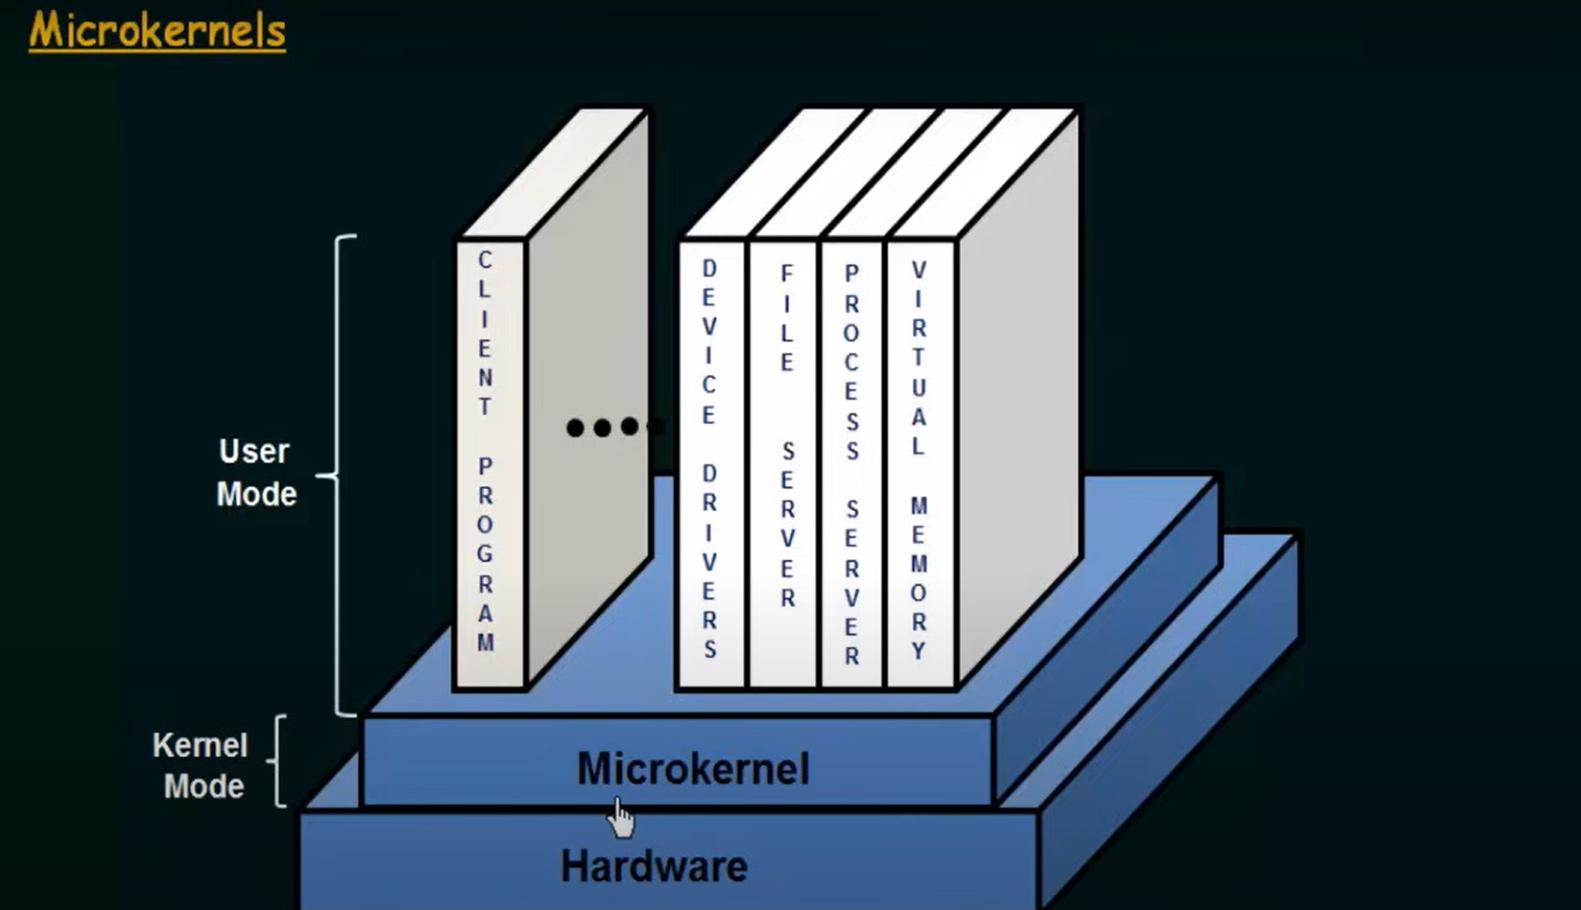 Microkernels
CLIENT PROGRAM
DEVICE DRIVERS
FILE SERVER
PROCESS SERVER
VIRTUAL MEMORY
User
Mode
Kernel
Mode
Microkernel
Hardware